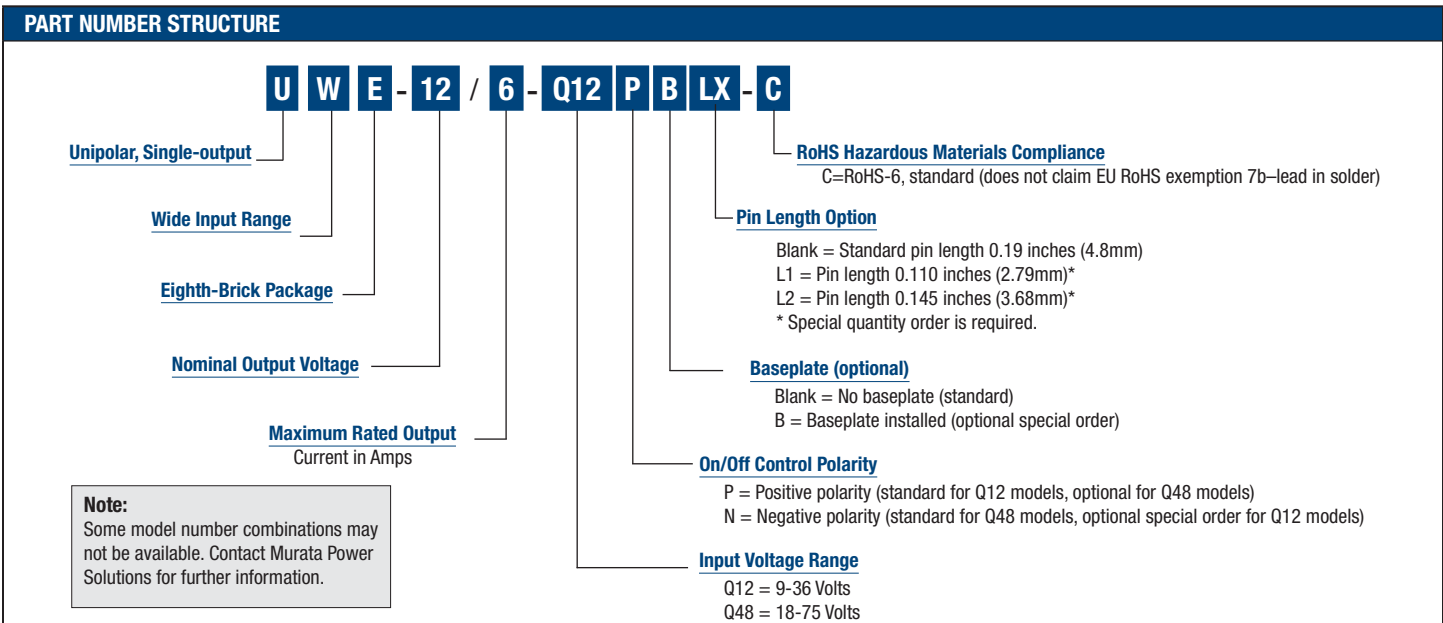 PART NUMBER STRUCTURE
U W E - 12 / 6 - Q12 P B LX - C
Unipolar, Single-output
Wide Input Range
Eighth-Brick Package
Nominal Output Voltage
Maximum Rated Output
Current in Amps
Note:
Some model number combinations may
not be available. Contact Murata Power
Solutions for further information.
RoHS Hazardous Materials Compliance
C=RoHS-6, standard (does not claim EU RoHS exemption 7b–lead in solder)
Pin Length Option
Blank = Standard pin length 0.19 inches (4.8mm)
L1 = Pin length 0.110 inches (2.79mm)*
L2 = Pin length 0.145 inches (3.68mm)*
* Special quantity order is required.
Baseplate (optional)
Blank = No baseplate (standard)
B = Baseplate installed (optional special order)
On/Off Control Polarity
P = Positive polarity (standard for Q12 models, optional for Q48 models)
N = Negative polarity (standard for Q48 models, optional special order for Q12 models)
Input Voltage Range
Q12 = 9-36 Volts
Q48 = 18-75 Volts